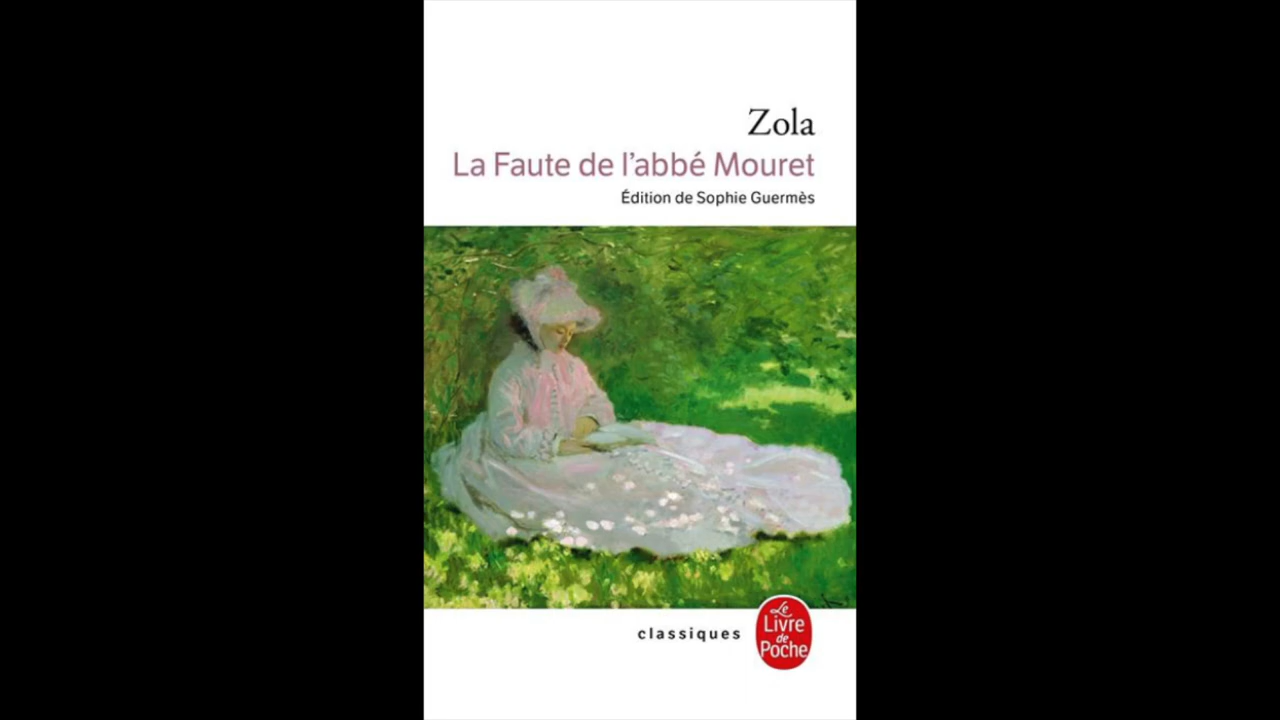 Zola
La Faute de l'abbé Mouret
Édition de Sophie Guermès
classiques
Le
Livre
de
Poche